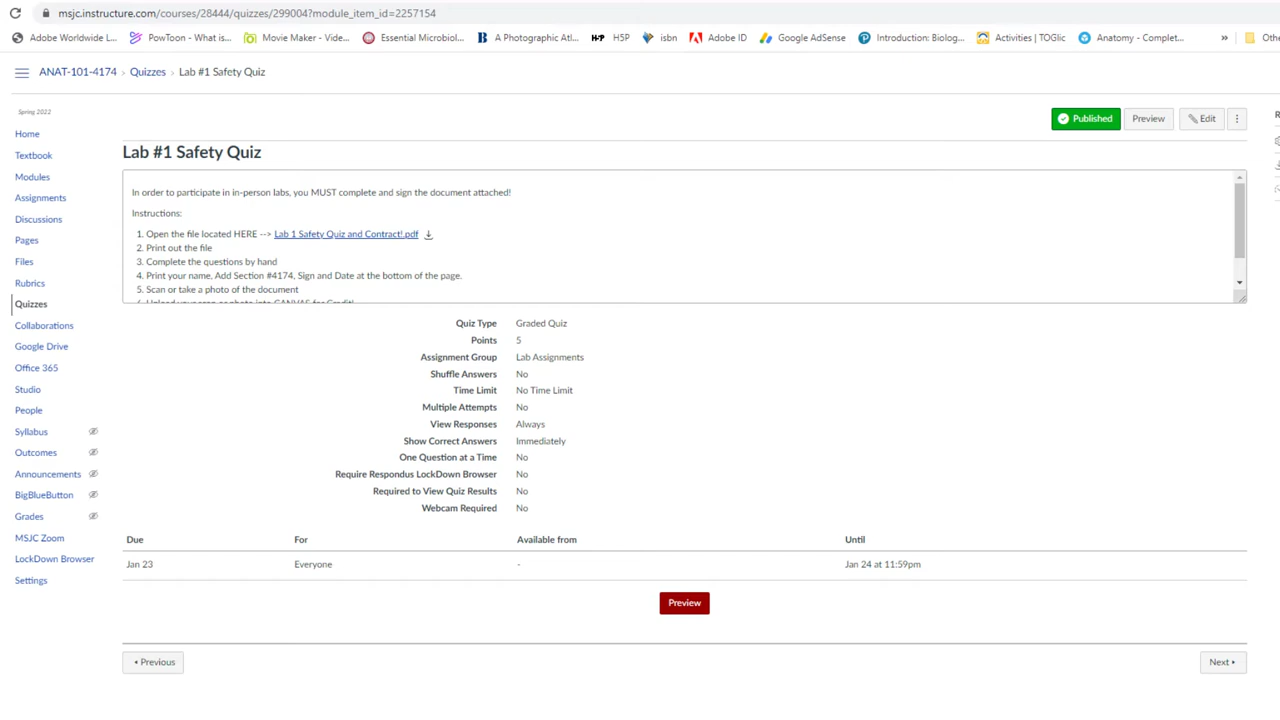 msjc.instructure.com/courses/28444/quizzes/299004?module_item_id=2257154
Adobe Worldwide L... PowToon - What is... Movie Maker - Vide... Essential Microbiol... A Photographic Atl... H-P H5P isbn Adobe ID Google AdSense Introduction: Biolog... Activities | TOGlic Anatomy - Complet... » Othe
ANAT-101-4174 › Quizzes › Lab #1 Safety Quiz
Spring 2022
Published Preview Edit
Home
Textbook
Modules
Assignments
Discussions
Pages
Files
Rubrics
Quizzes
Collaborations
Google Drive
Office 365
Studio
People
Syllabus
Outcomes
Announcements
BigBlueButton
Grades
MSJC Zoom
LockDown Browser
Settings
Lab #1 Safety Quiz
In order to participate in in-person labs, you MUST complete and sign the document attached!
Instructions:
1. Open the file located HERE --> Lab 1 Safety Quiz and Contract!.pdf
2. Print out the file
3. Complete the questions by hand
4. Print your name, Add Section #4174, Sign and Date at the bottom of the page.
5. Scan or take a photo of the document
6. Upload your scan or photo into CANVAS for Credit!
Quiz Type Graded Quiz
Points 5
Assignment Group Lab Assignments
Shuffle Answers No
Time Limit No Time Limit
Multiple Attempts No
View Responses Always
Show Correct Answers Immediately
One Question at a Time No
Require Respondus LockDown Browser No
Required to View Quiz Results No
Webcam Required No
Due For Available from Until
Jan 23 Everyone - Jan 24 at 11:59pm
Preview
Previous Next